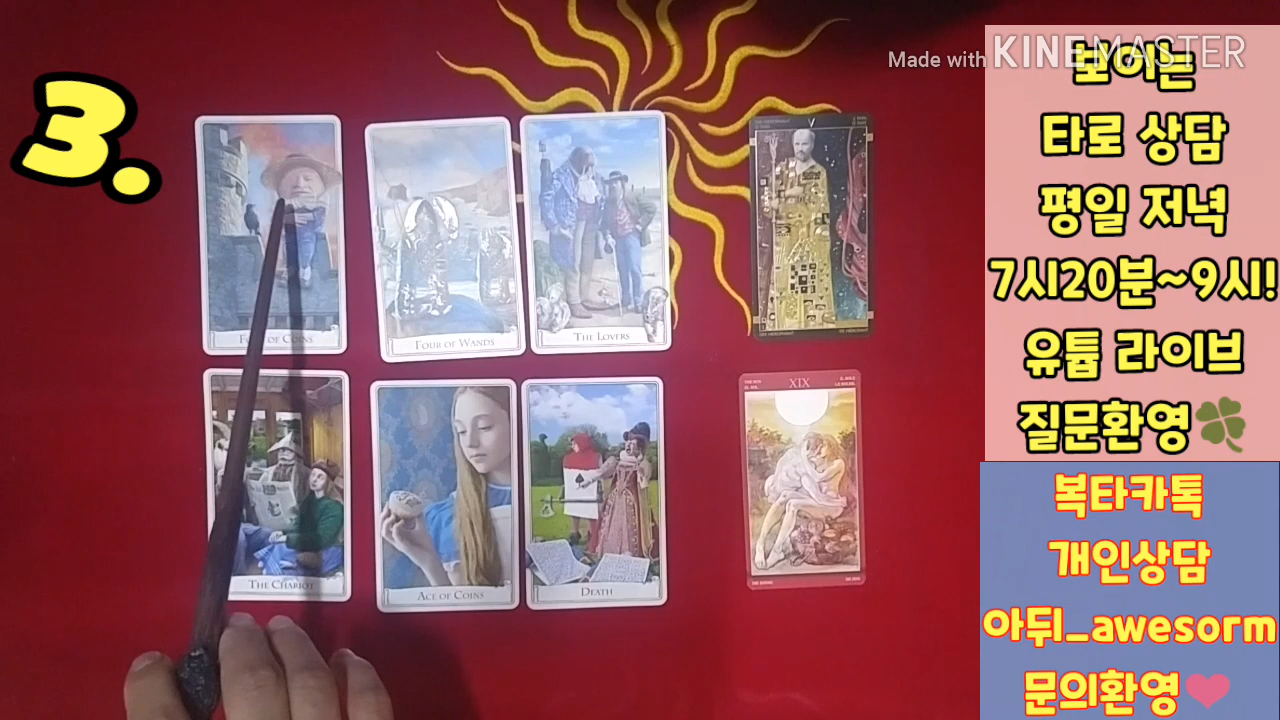 Made with KINEMASTER
3.
보이는
타로 상담
평일 저녁
7시20분~9시!
유튭 라이브
질문환영
복타카톡
개인상담
아뒤_awesorm
문의환영
FOUR OF COINS
FOUR OF WANDS
THE LOVERS
THE CHARIOT
ACE OF COINS
DEATH
XIX